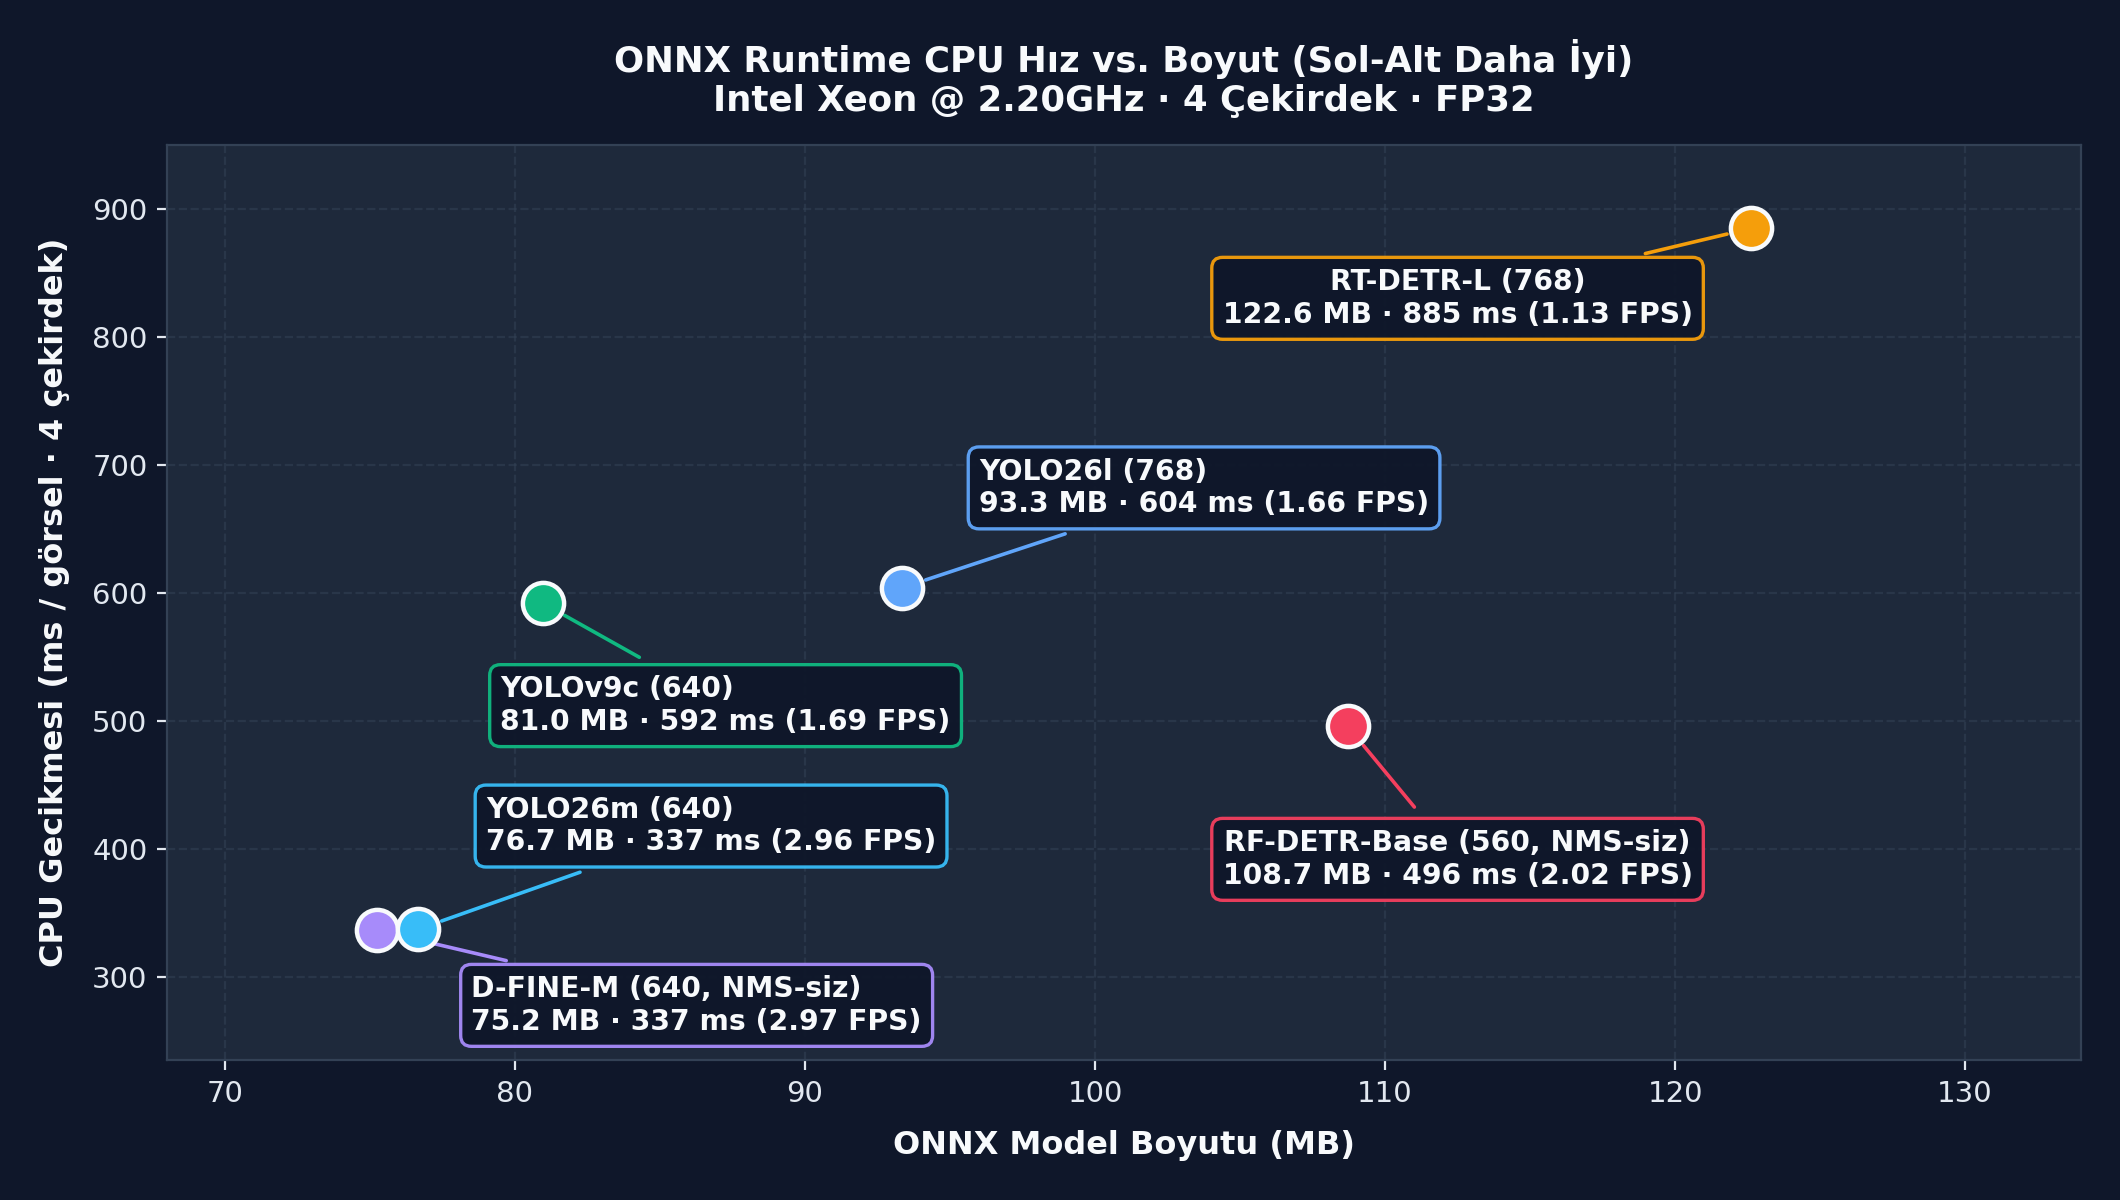 ONNX Runtime CPU Hız vs. Boyut (Sol-Alt Daha İyi)
Intel Xeon @ 2.20GHz · 4 Çekirdek · FP32
CPU Gecikmesi (ms / görsel · 4 çekirdek)
900
800
700
600
500
400
300
RT-DETR-L (768)
122.6 MB · 885 ms (1.13 FPS)
YOLO26l (768)
93.3 MB · 604 ms (1.66 FPS)
YOLOv9c (640)
81.0 MB · 592 ms (1.69 FPS)
YOLO26m (640)
76.7 MB · 337 ms (2.96 FPS)
RF-DETR-Base (560, NMS-siz)
108.7 MB · 496 ms (2.02 FPS)
D-FINE-M (640, NMS-siz)
75.2 MB · 337 ms (2.97 FPS)
70
80
90
100
110
120
130
ONNX Model Boyutu (MB)